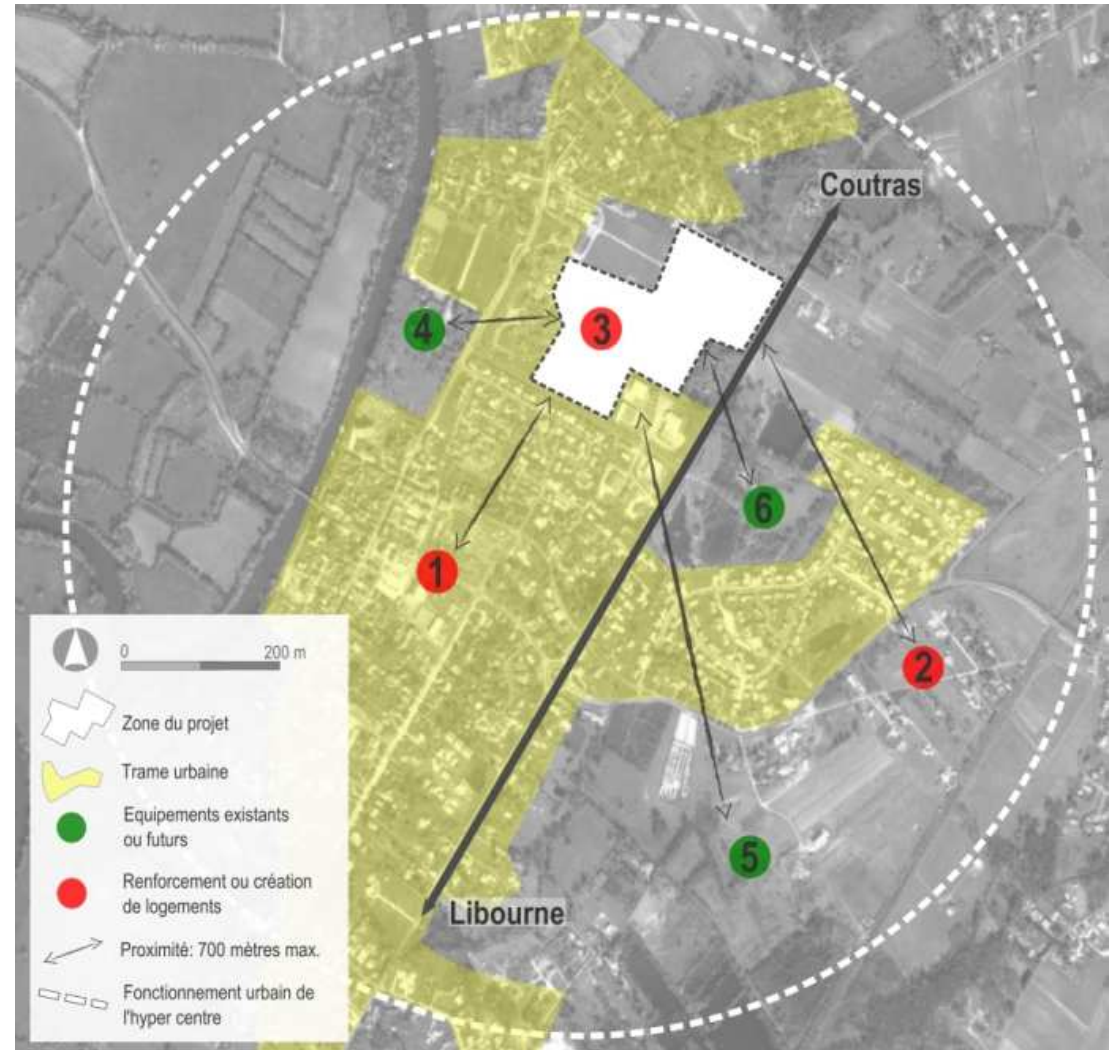 Coutras
4
3
6
1
2
5
Libourne
0 200 m
Zone du projet
Trame urbaine
Equipements existants
ou futurs
Renforcement ou création
de logements
Proximité: 700 mètres max.
Fonctionnement urbain de
l'hyper centre